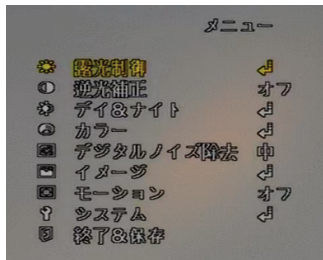 メニュー
露光制御 ↲
逆光補正 オフ
デイ&ナイト ↲
カラー ↲
デジタルノイズ除去 中
イメージ ↲
モーション オフ
システム ↲
終了&保存